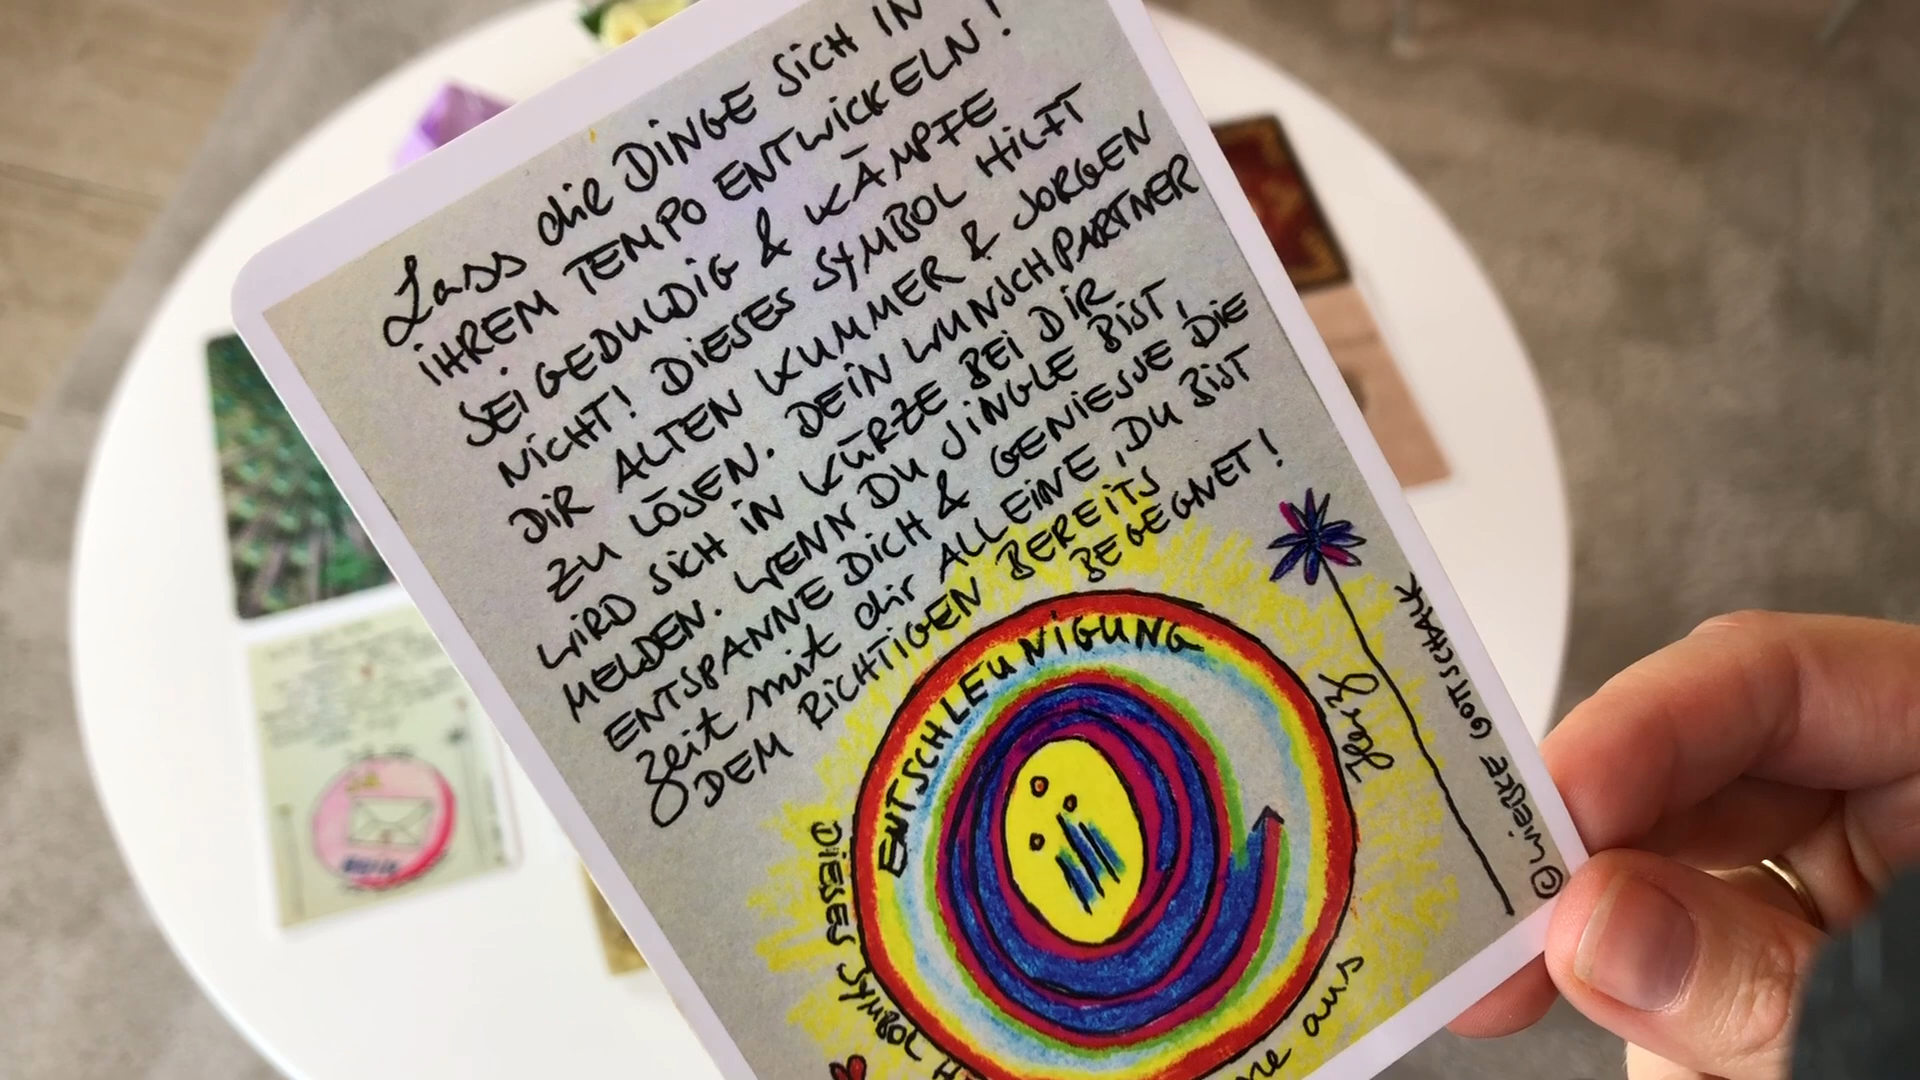 Lass die DINGE SICH IN
IHREM TEMPO ENTWICKELN!
SEI GEDULDIG & KÄMPFE
NICHT! DIESES SYMBOL HILFT
DIR ALTEN KUMMER & SORGEN
ZU LÖSEN. DEIN WUNSCHPARTNER
WIRD SICH IN KÜRZE BEI DIR
MELDEN. WENN DU SINGLE BIST,
ENTSPANNE DICH & GENIESSE DIE
Zeit mit dir ALLEINE, DU BIST
DEM RICHTIGEN BEREITS
BEGEGNET!
ENTSCHLEUNIGUNG
DIESES SYMBOL
aus
Harz
© WIEBKE GOTTSCHALK